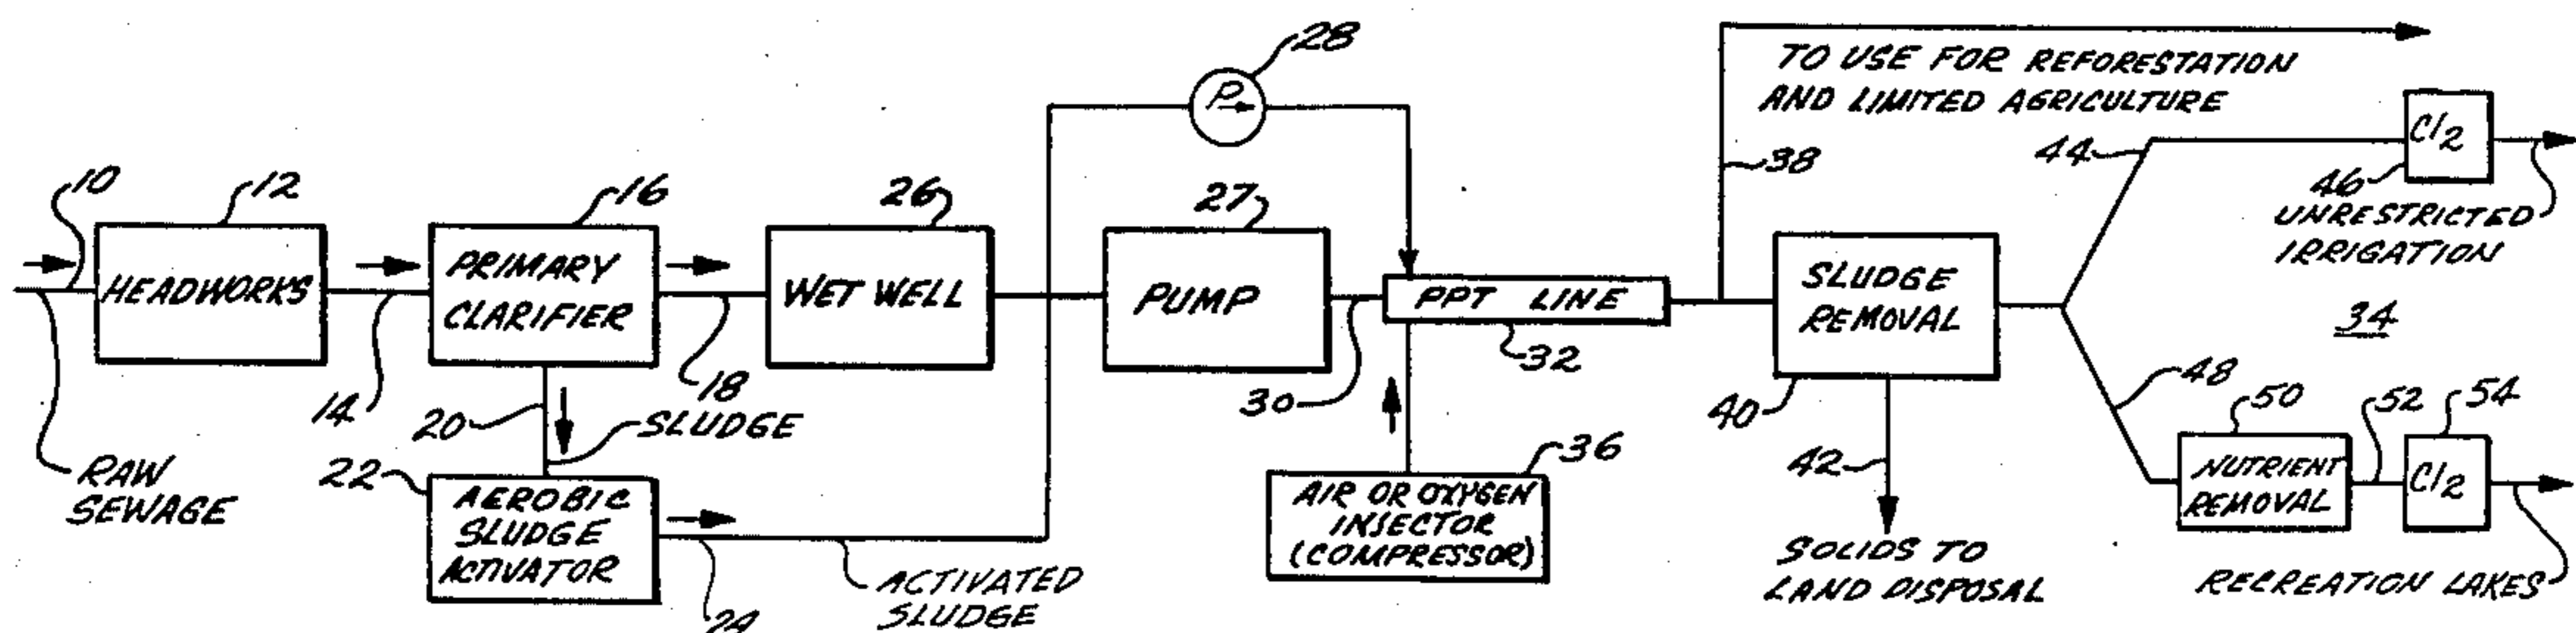 28
P
TO USE FOR REFORESTATION
AND LIMITED AGRICULTURE
10
12
16
26
27
38
44
46
Cl2
UNRESTRICTED
IRRIGATION
HEADWORKS
PRIMARY
CLARIFIER
WET WELL
PUMP
PPT LINE
SLUDGE
REMOVAL
34
14
18
20
SLUDGE
30
32
40
48
RAW
SEWAGE
22
AEROBIC
SLUDGE
ACTIVATOR
24
ACTIVATED
SLUDGE
36
AIR OR OXYGEN
INJECTOR
(COMPRESSOR)
42
SOLIDS TO
LAND DISPOSAL
50
NUTRIENT
REMOVAL
52
54
Cl2
RECREATION LAKES